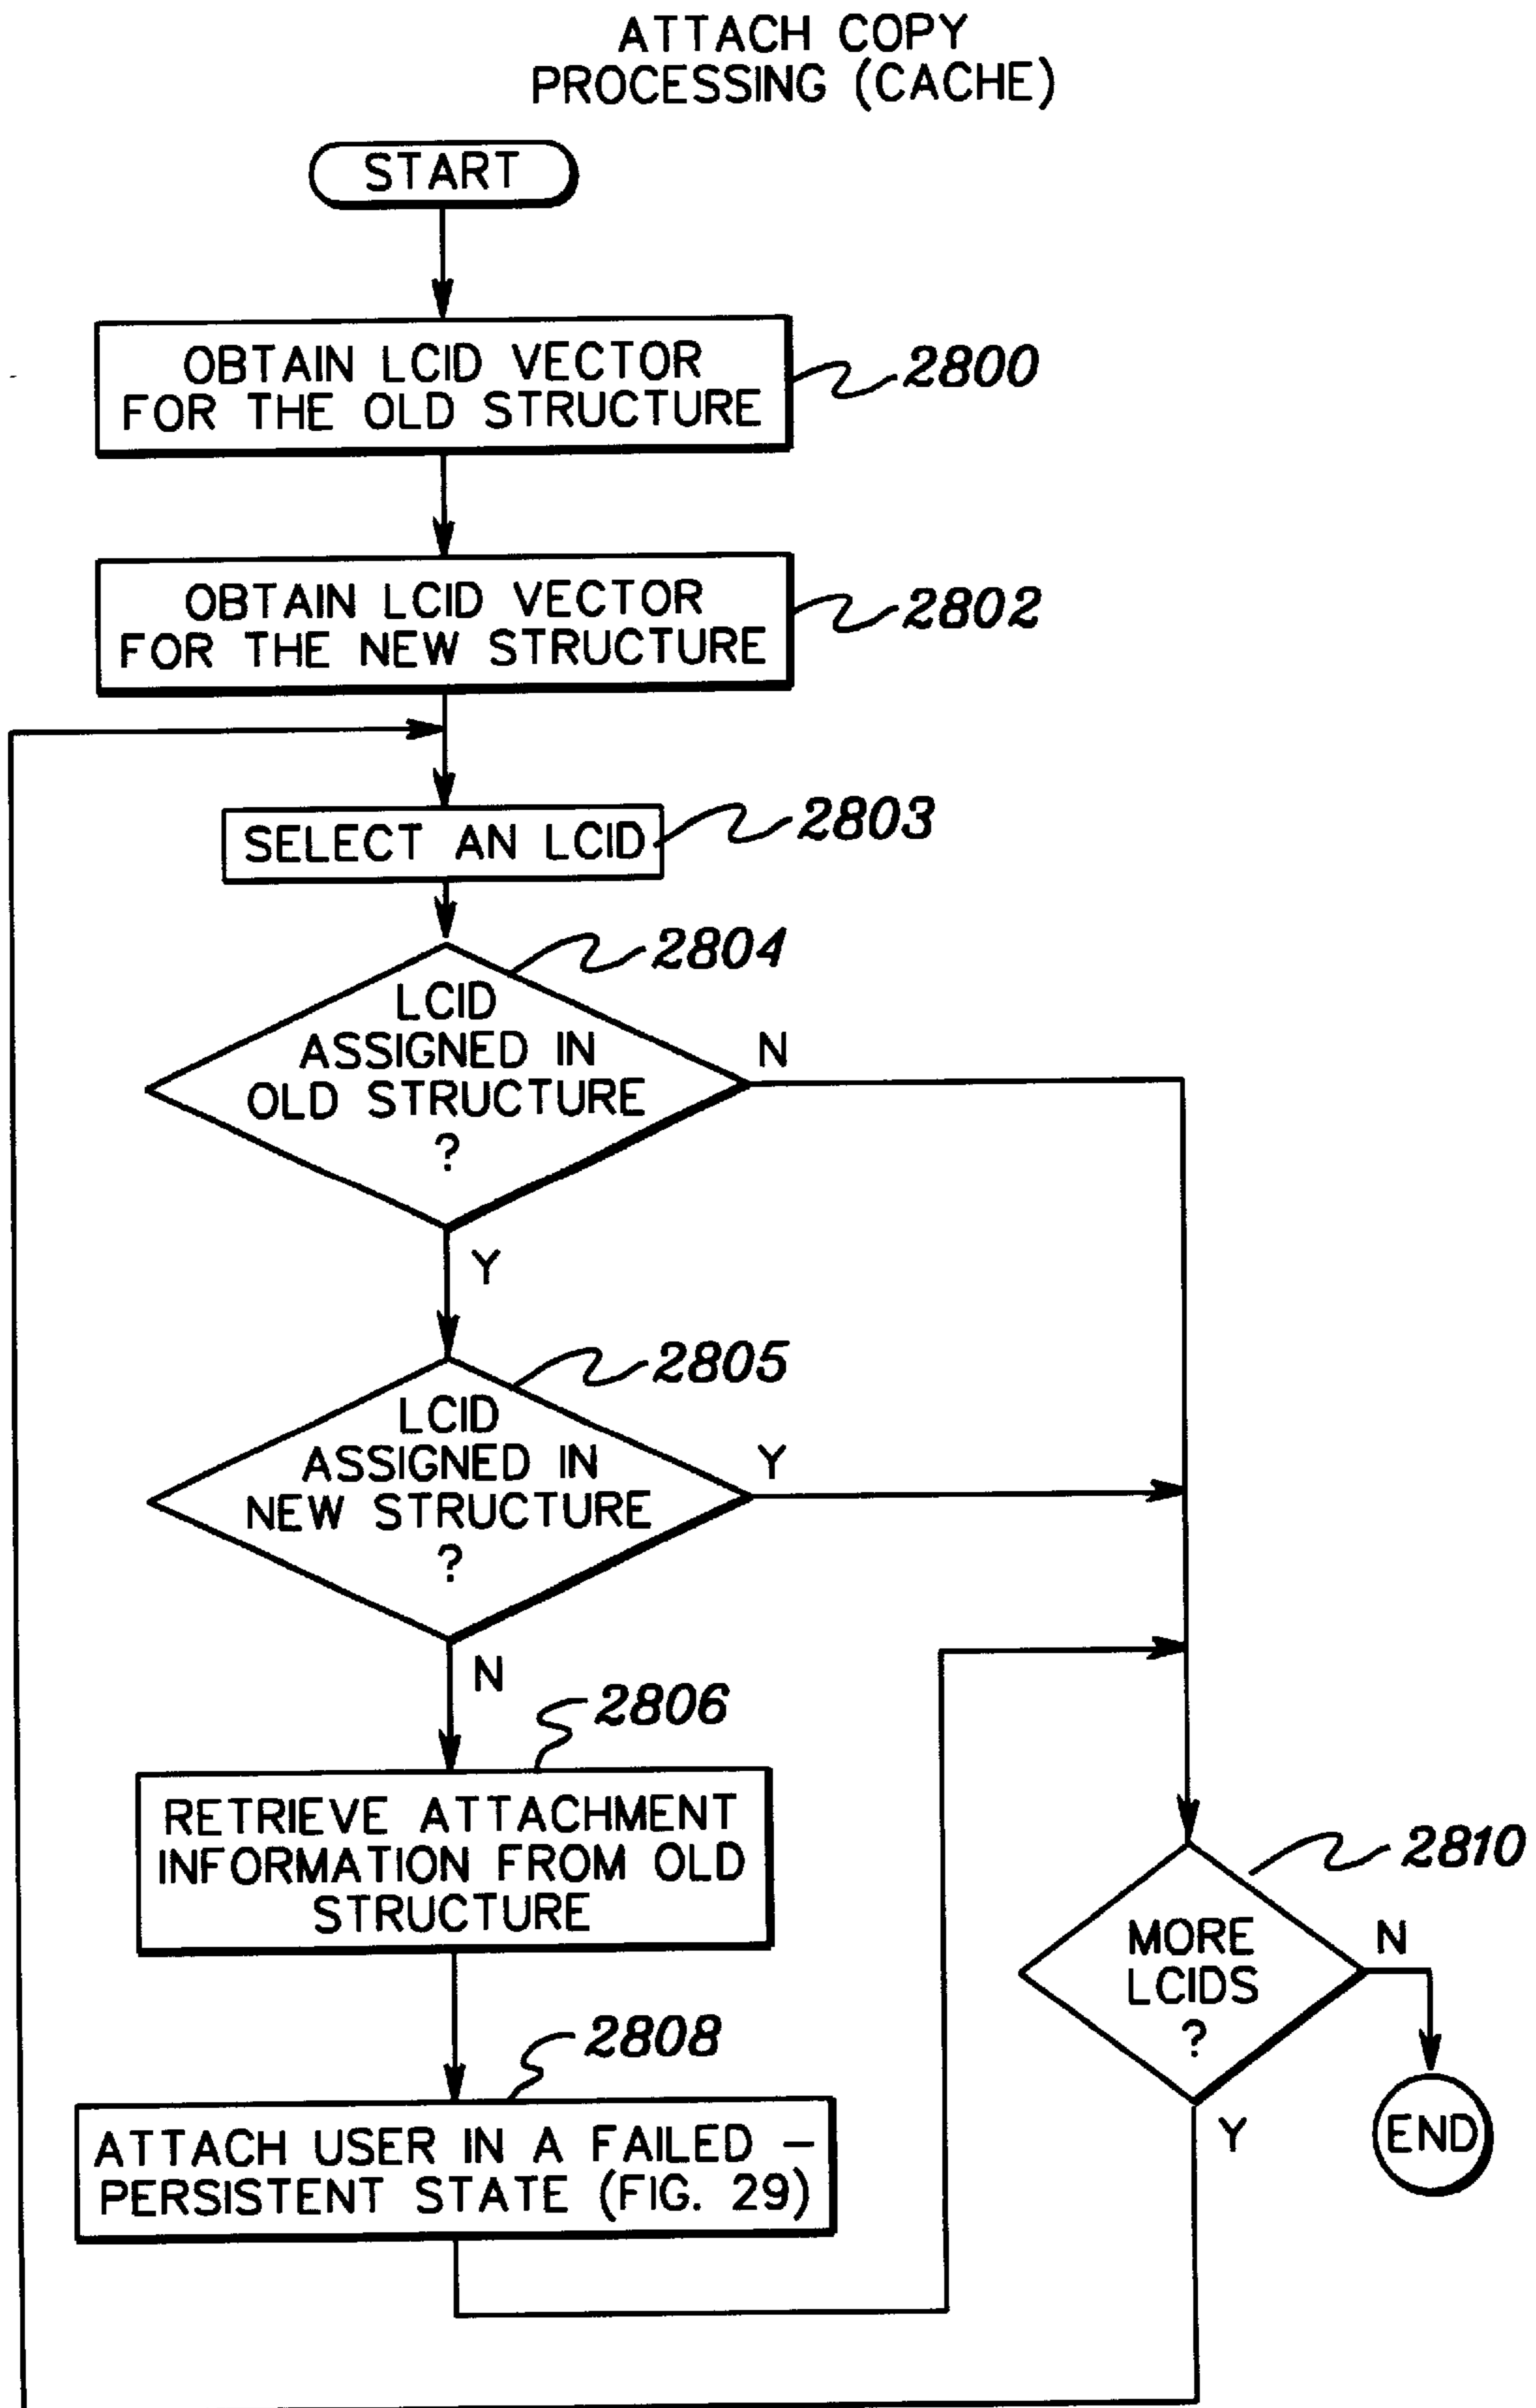 ATTACH COPY
PROCESSING (CACHE)
START
OBTAIN LCID VECTOR
FOR THE OLD STRUCTURE
2800
OBTAIN LCID VECTOR
FOR THE NEW STRUCTURE
2802
SELECT AN LCID
2803
2804
LCID
ASSIGNED IN
OLD STRUCTURE
?
N
Y
2805
LCID
ASSIGNED IN
NEW STRUCTURE
?
Y
N
2806
RETRIEVE ATTACHMENT
INFORMATION FROM OLD
STRUCTURE
2808
ATTACH USER IN A FAILED –
PERSISTENT STATE (FIG. 29)
2810
MORE
LCIDS
?
N
Y
END